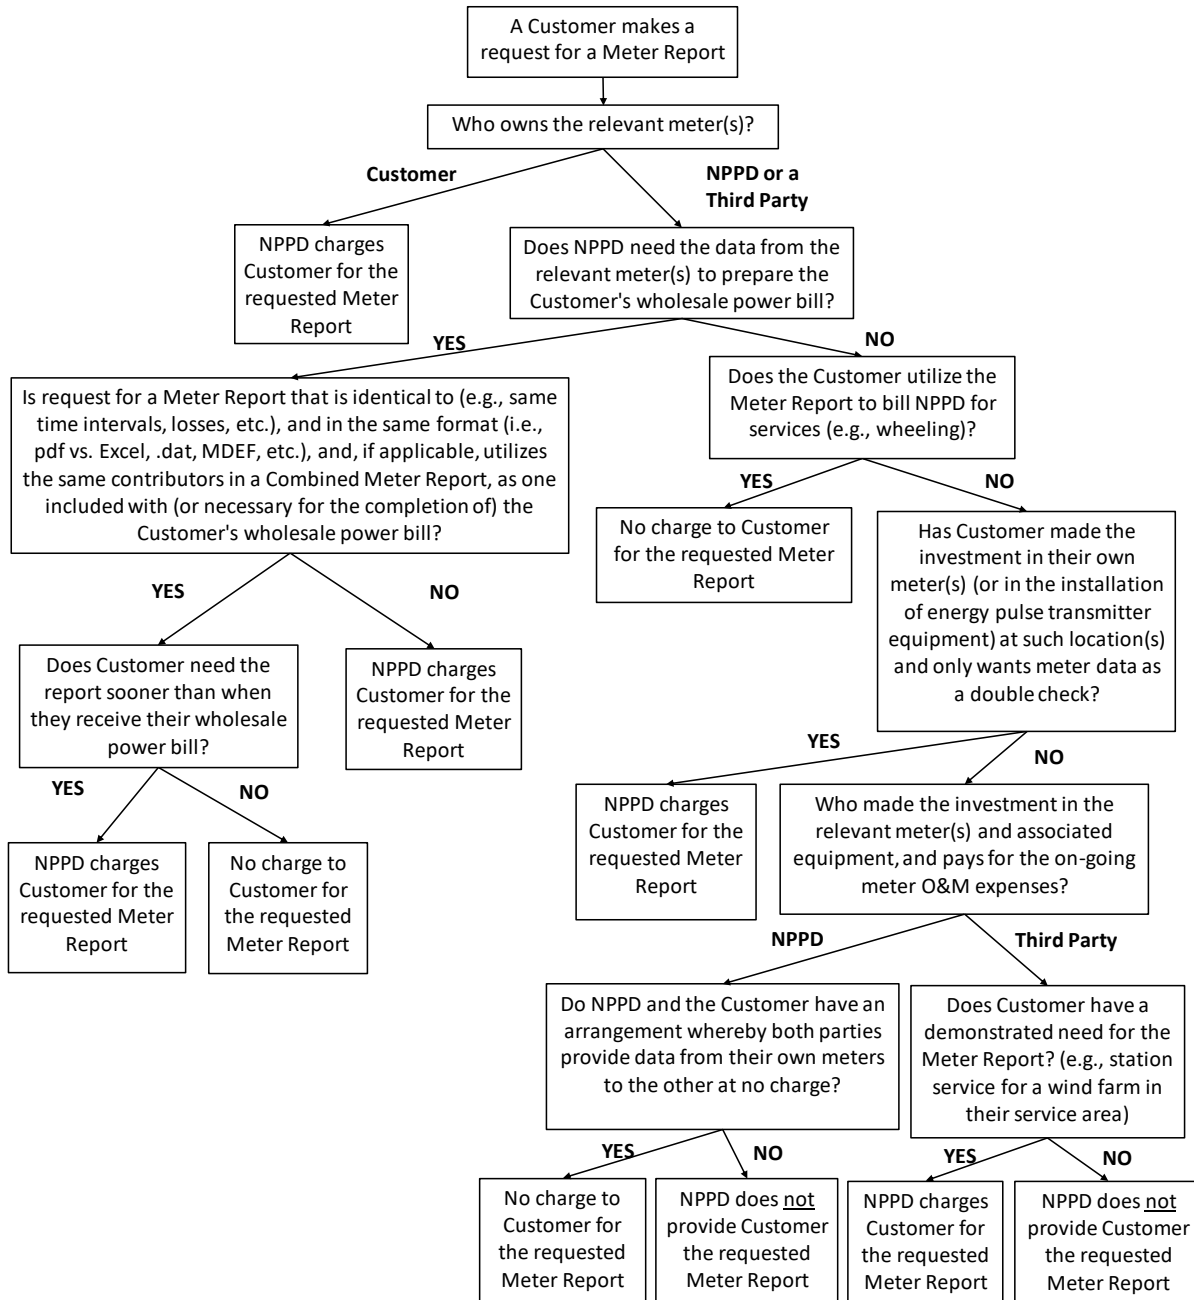 A Customer makes a
request for a Meter Report
Who owns the relevant meter(s)?
Customer
NPPD or a
Third Party
NPPD charges
Customer for the
requested Meter
Report
Does NPPD need the data from the
relevant meter(s) to prepare the
Customer's wholesale power bill?
YES
NO
Is request for a Meter Report that is identical to (e.g., same
time intervals, losses, etc.), and in the same format (i.e.,
pdf vs. Excel, .dat, MDEF, etc.), and, if applicable, utilizes
the same contributors in a Combined Meter Report, as one
included with (or necessary for the completion of) the
Customer's wholesale power bill?
Does the Customer utilize the
Meter Report to bill NPPD for
services (e.g., wheeling)?
YES
NO
No charge to Customer
for the requested Meter
Report
Has Customer made the
investment in their own
meter(s) (or in the installation
of energy pulse transmitter
equipment) at such location(s)
and only wants meter data as
a double check?
YES
NO
Does Customer need the
report sooner than when
they receive their wholesale
power bill?
NPPD charges
Customer for the
requested Meter
Report
YES
NO
NPPD charges
Customer for the
requested Meter
Report
No charge to
Customer for
the requested
Meter Report
YES
NO
NPPD charges
Customer for the
requested Meter
Report
Who made the investment in the
relevant meter(s) and associated
equipment, and pays for the on-going
meter O&M expenses?
NPPD
Third Party
Do NPPD and the Customer have an
arrangement whereby both parties
provide data from their own meters
to the other at no charge?
Does Customer have a
demonstrated need for the
Meter Report? (e.g., station
service for a wind farm in
their service area)
YES
NO
YES
NO
No charge to
Customer for
the requested
Meter Report
NPPD does not
provide Customer
the requested
Meter Report
NPPD charges
Customer for the
requested Meter
Report
NPPD does not
provide Customer
the requested
Meter Report